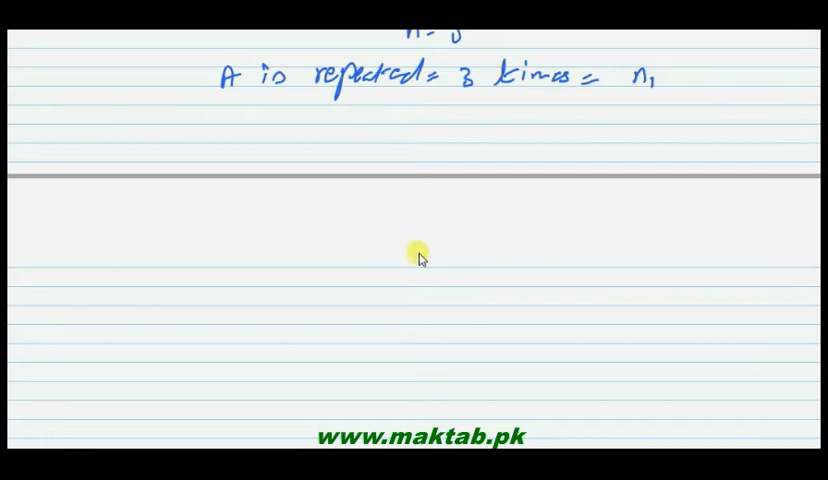 A is repeated = 3 times = n₁
www.maktab.pk